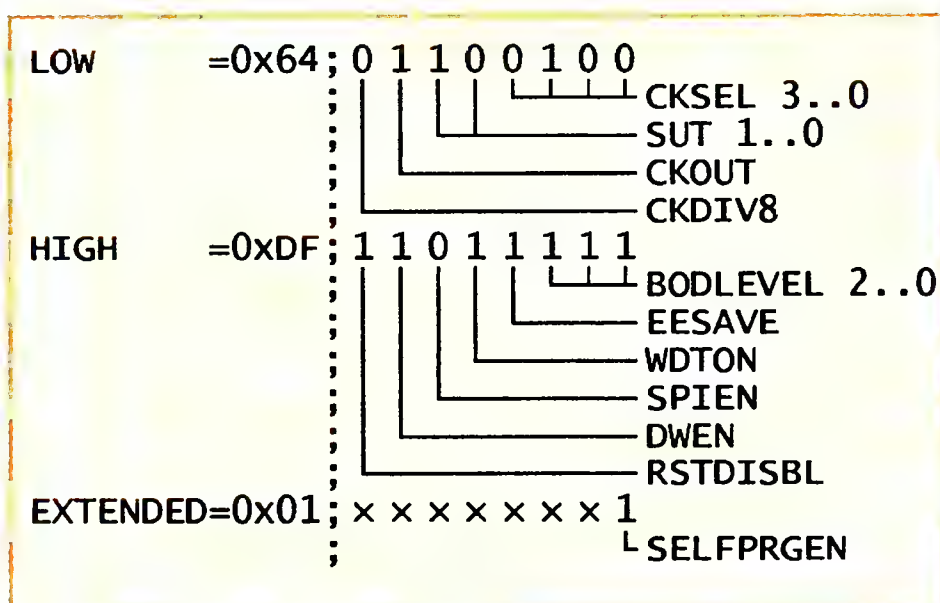 LOW =0x64; 0 1 1 0 0 1 0 0
; CKSEL 3..0
; SUT 1..0
; CKOUT
; CKDIV8
HIGH =0xDF; 1 1 0 1 1 1 1 1
; BODLEVEL 2..0
; EESAVE
; WDTON
; SPIEN
; DWEN
; RSTDISBL
EXTENDED=0x01; × × × × × × × 1
; SELFPRGEN